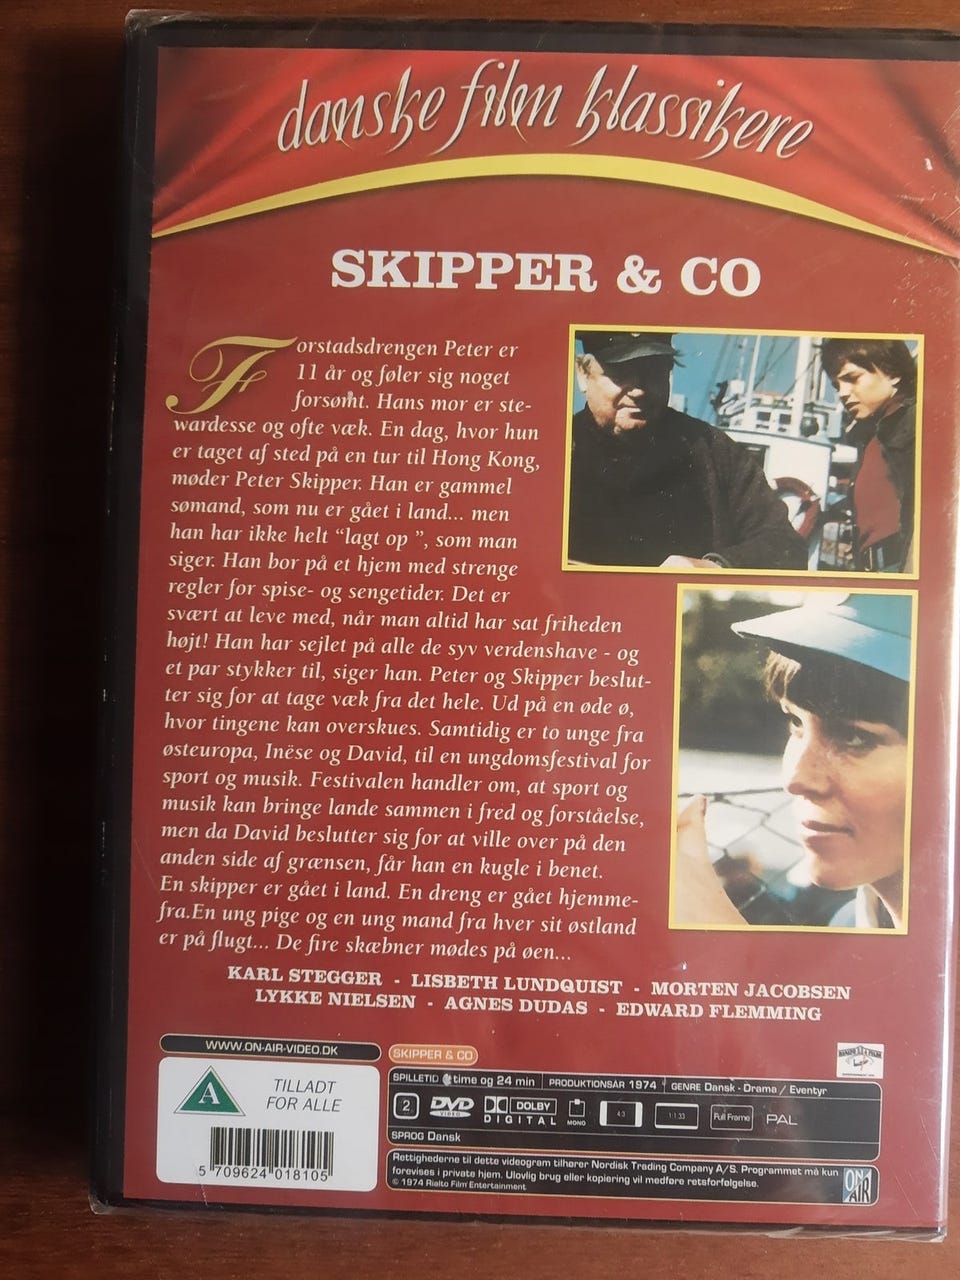 danske film klassikere
SKIPPER & CO
Forstadsdrengen Peter er
11 år og føler sig noget
forsømt. Hans mor er ste-
wardesse og ofte væk. En dag, hvor hun
er taget af sted på en tur til Hong Kong,
møder Peter Skipper. Han er gammel
sømand, som nu er gået i land... men
han har ikke helt “lagt op ”, som man
siger. Han bor på et hjem med strenge
regler for spise- og sengetider. Det er
svært at leve med, når man altid har sat friheden
højt! Han har sejlet på alle de syv verdenshave - og
et par stykker til, siger han. Peter og Skipper beslut-
ter sig for at tage væk fra det hele. Ud på en øde ø,
hvor tingene kan overskues. Samtidig er to unge fra
østeuropa, Inëse og David, til en ungdomsfestival for
sport og musik. Festivalen handler om, at sport og
musik kan bringe lande sammen i fred og forståelse,
men da David beslutter sig for at ville over på den
anden side af grænsen, får han en kugle i benet.
En skipper er gået i land. En dreng er gået hjemme-
fra.En ung pige og en ung mand fra hver sit østland
er på flugt... De fire skæbner mødes på øen...
KARL STEGGER - LISBETH LUNDQUIST - MORTEN JACOBSEN
LYKKE NIELSEN - AGNES DUDAS - EDWARD FLEMMING
WWW.ON-AIR-VIDEO.DK
A
TILLADT
FOR ALLE
5 709624 018105
SKIPPER & CO
SPILLETID 1 time og 24 min PRODUKTIONSÅR 1974 GENRE Dansk - Drama / Eventyr
2 DVD VIDEO DOLBY DIGITAL MONO 4:3 1:1.33 Full Frame PAL
SPROG Dansk
Rettighederne til dette videogram tilhører Nordisk Trading Company A/S. Programmet må kun
forevises i private hjem. Ulovlig brug eller kopiering vil medføre retsforfølgelse.
© 1974 Rialto Film Entertainment
ON AIR